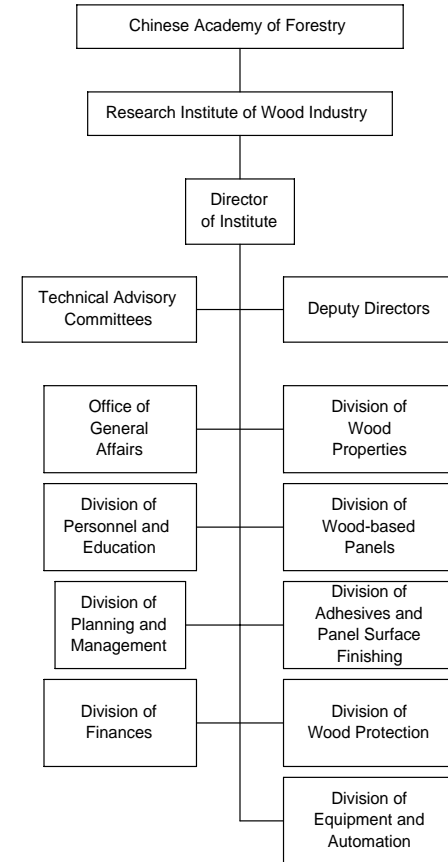 Chinese Academy of Forestry
Research Institute of Wood Industry
Director
of Institute
Technical Advisory
Committees
Deputy Directors
Office of
General
Affairs
Division of
Wood
Properties
Division of
Personnel and
Education
Division of
Wood-based
Panels
Division of
Planning and
Management
Division of
Adhesives and
Panel Surface
Finishing
Division of
Finances
Division of
Wood Protection
Division of
Equipment and
Automation